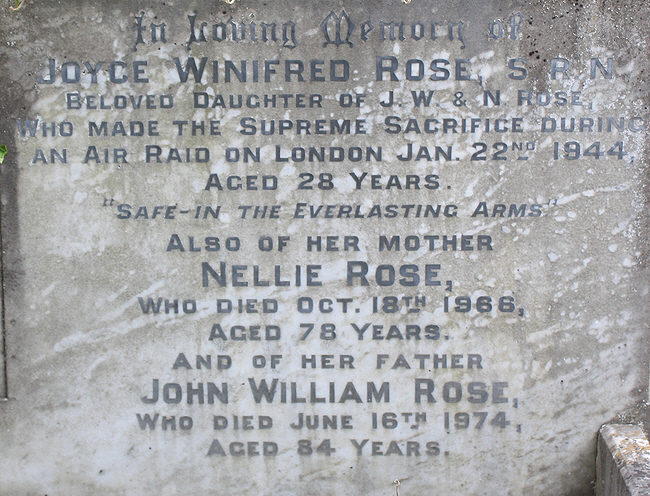 In Loving Memory of
JOYCE WINIFRED ROSE, S.R.N.
BELOVED DAUGHTER OF J.W. & N. ROSE,
WHO MADE THE SUPREME SACRIFICE DURING
AN AIR RAID ON LONDON JAN. 22ND 1944,
AGED 28 YEARS.
"SAFE-IN THE EVERLASTING ARMS"
ALSO OF HER MOTHER
NELLIE ROSE,
WHO DIED OCT. 18TH 1966,
AGED 78 YEARS.
AND OF HER FATHER
JOHN WILLIAM ROSE,
WHO DIED JUNE 16TH 1974,
AGED 84 YEARS.